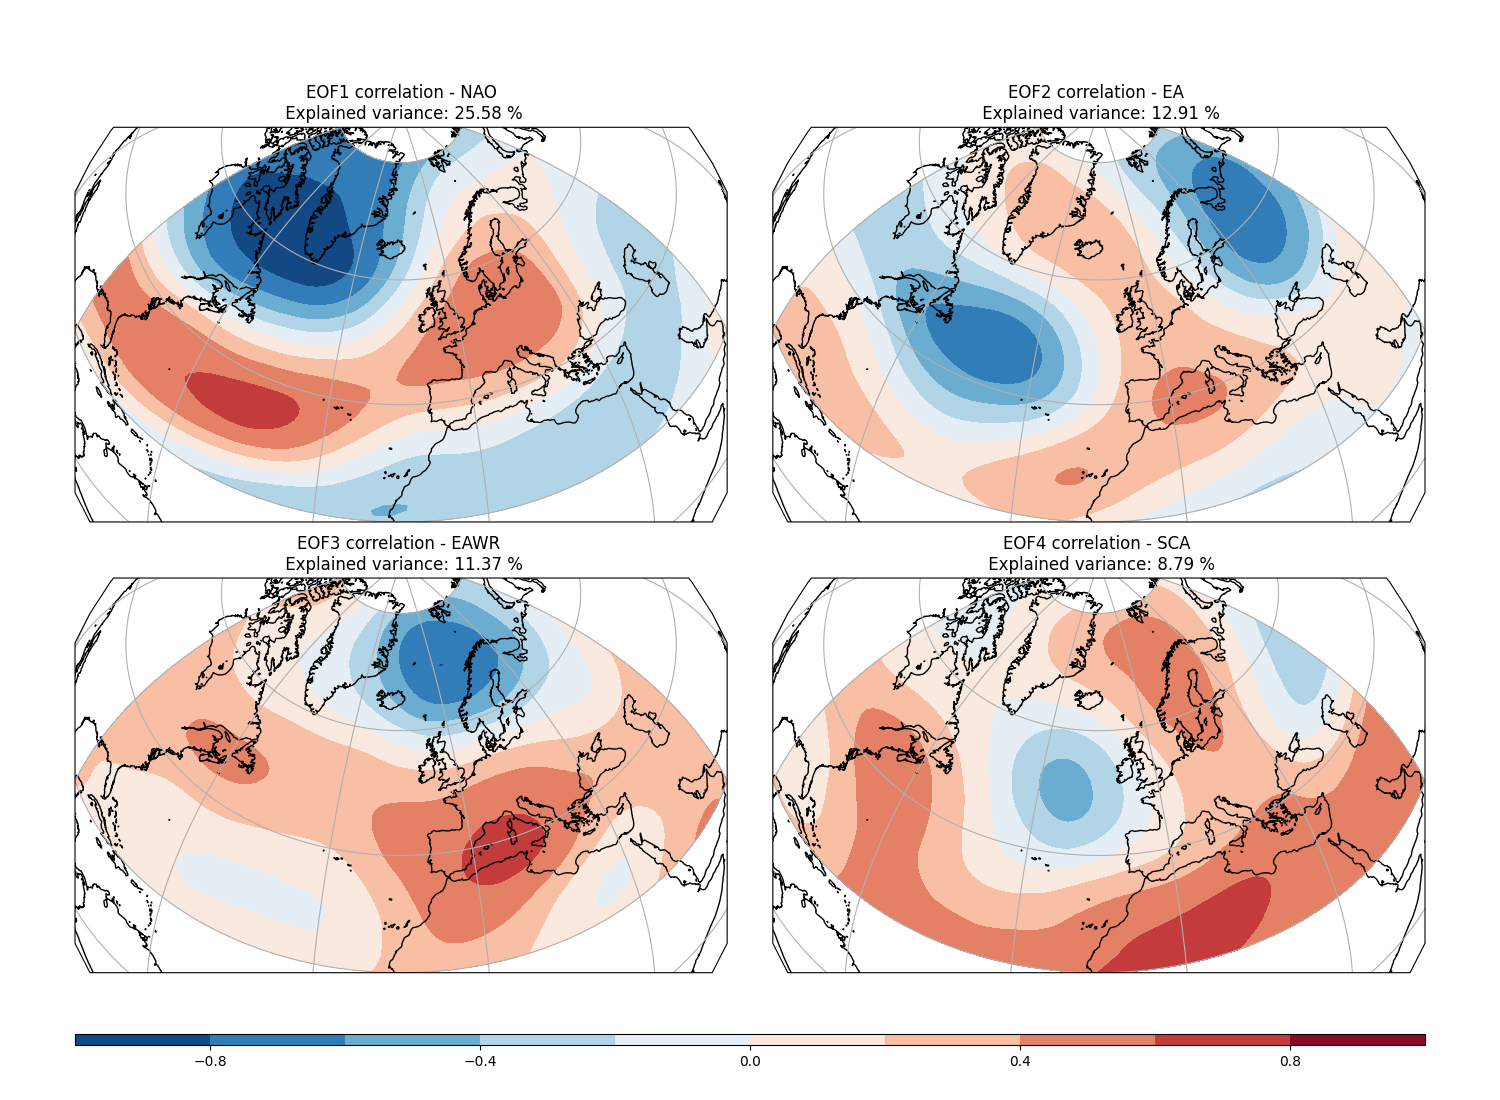 EOF1 correlation - NAO
Explained variance: 25.58 %
EOF2 correlation - EA
Explained variance: 12.91 %
EOF3 correlation - EAWR
Explained variance: 11.37 %
EOF4 correlation - SCA
Explained variance: 8.79 %
−0.8 −0.4 0.0 0.4 0.8